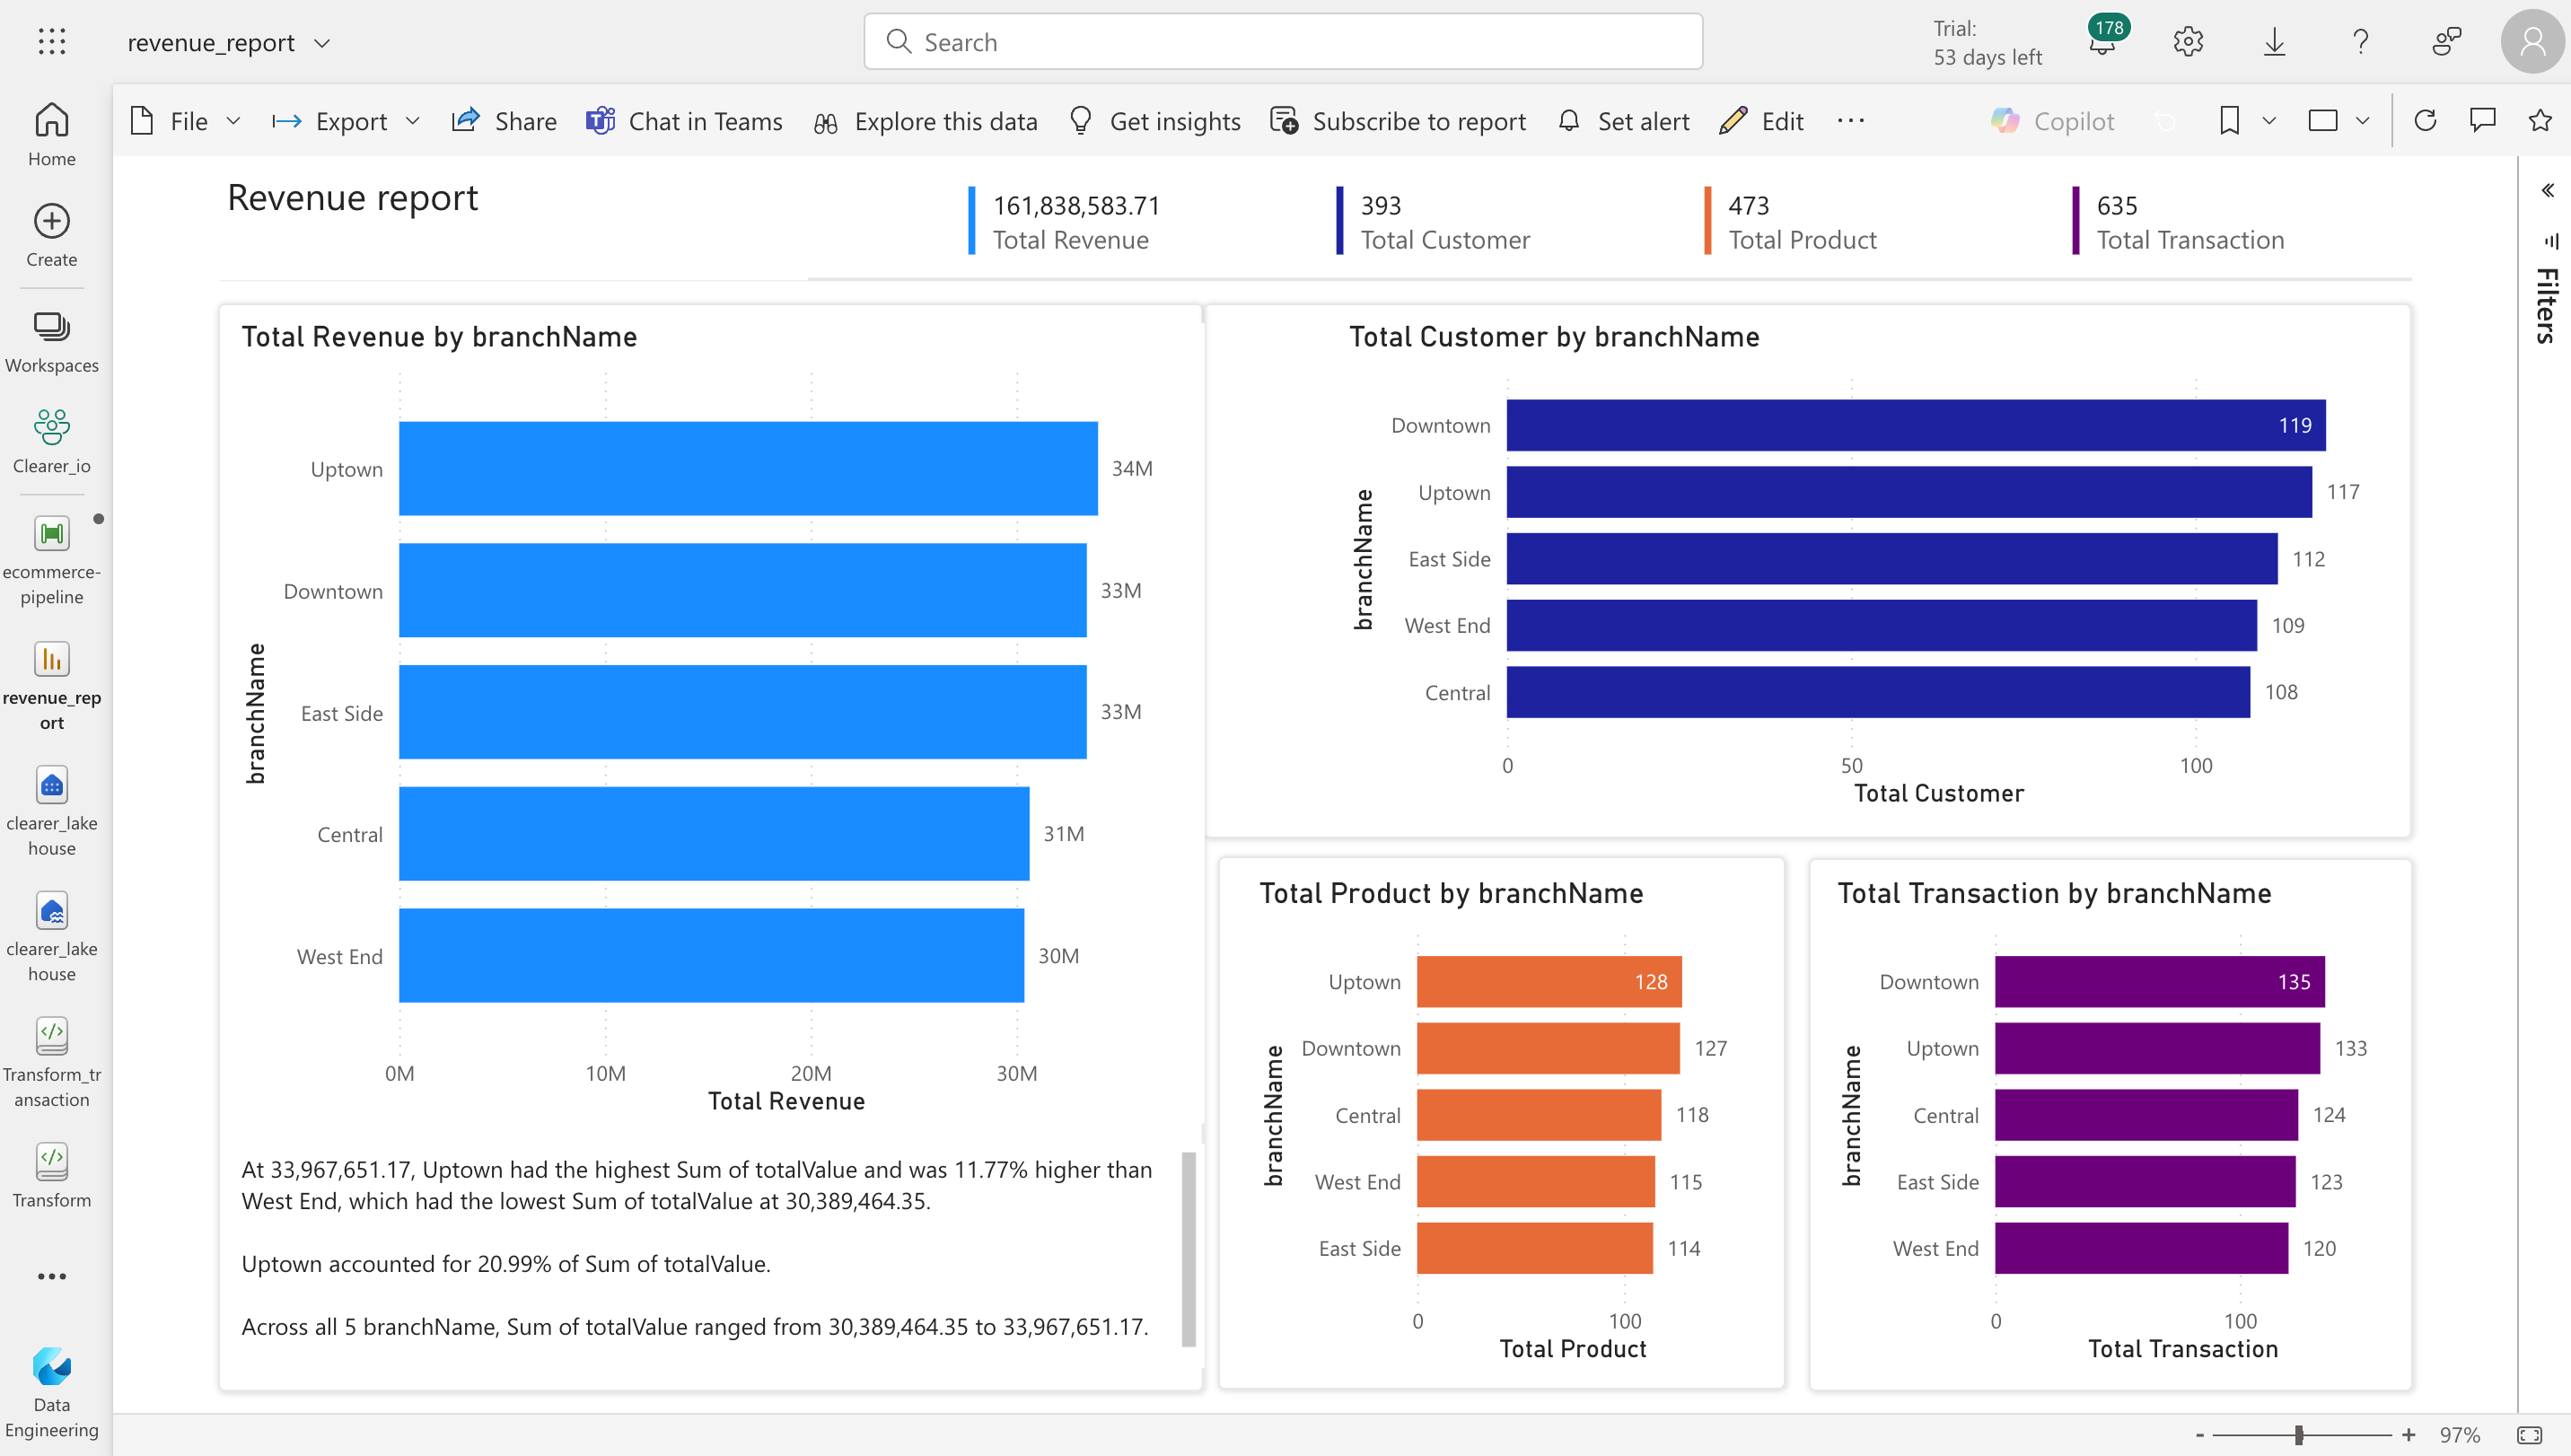 revenue_report
Search
Trial:
53 days left
178
File
Export
Share
Chat in Teams
Explore this data
Get insights
Subscribe to report
Set alert
Edit
Copilot
Home
Create
Workspaces
Clearer_io
ecommerce-
pipeline
revenue_rep
ort
clearer_lake
house
clearer_lake
house
Transform_tr
ansaction
Transform
Data
Engineering
Revenue report
161,838,583.71
Total Revenue
393
Total Customer
473
Total Product
635
Total Transaction
Filters
Total Revenue by branchName
branchName
Uptown 34M
Downtown 33M
East Side 33M
Central 31M
West End 30M
0M 10M 20M 30M
Total Revenue
At 33,967,651.17, Uptown had the highest Sum of totalValue and was 11.77% higher than
West End, which had the lowest Sum of totalValue at 30,389,464.35.
Uptown accounted for 20.99% of Sum of totalValue.
Across all 5 branchName, Sum of totalValue ranged from 30,389,464.35 to 33,967,651.17.
Total Customer by branchName
branchName
Downtown 119
Uptown 117
East Side 112
West End 109
Central 108
0 50 100
Total Customer
Total Product by branchName
branchName
Uptown 128
Downtown 127
Central 118
West End 115
East Side 114
0 100
Total Product
Total Transaction by branchName
branchName
Downtown 135
Uptown 133
Central 124
East Side 123
West End 120
0 100
Total Transaction
- + 97%